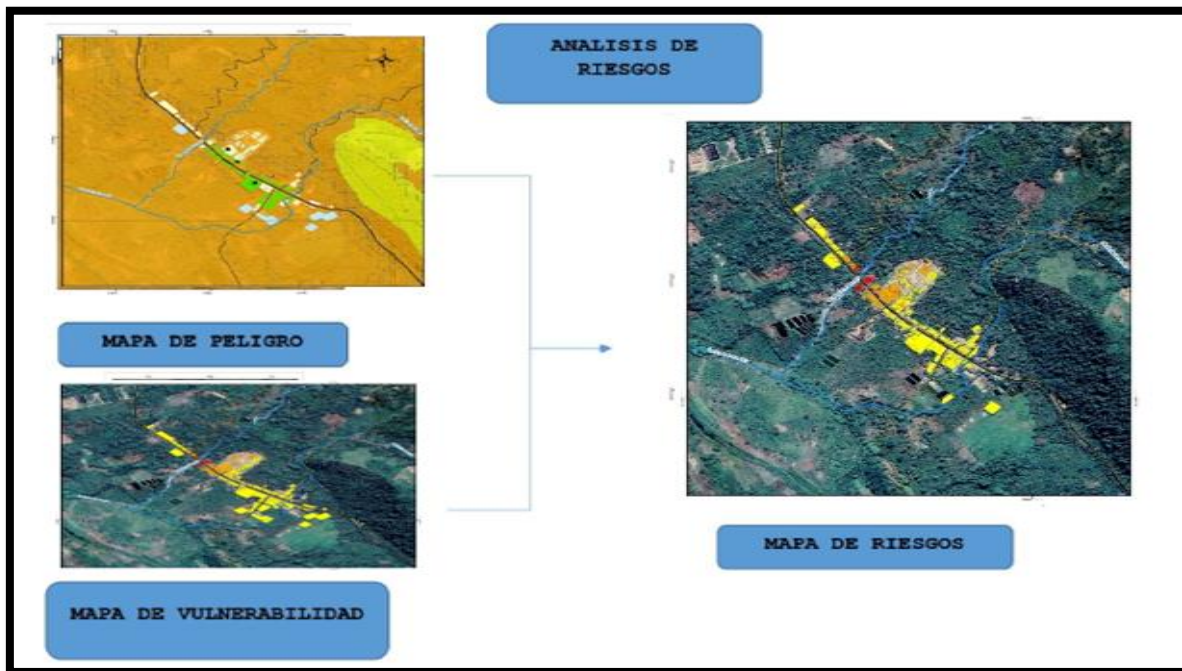 ANALISIS DE
RIESGOS
MAPA DE PELIGRO
MAPA DE VULNERABILIDAD
MAPA DE RIESGOS